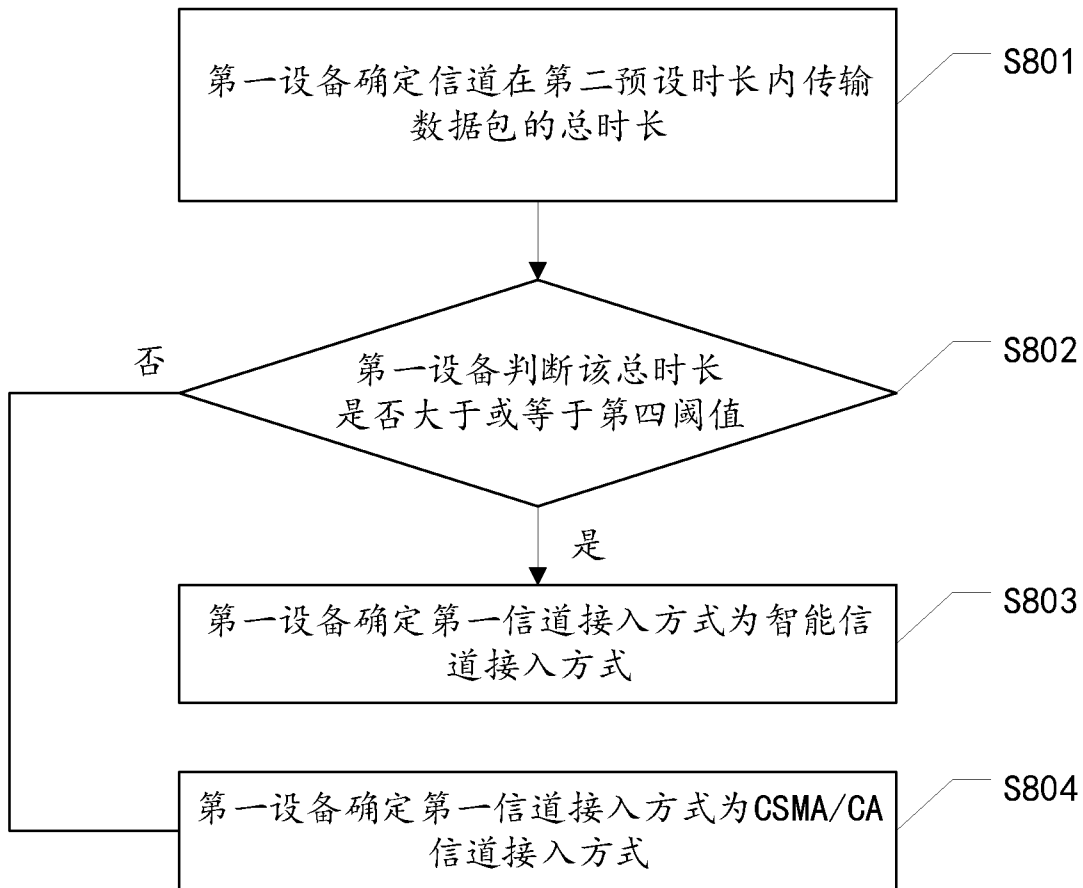 第一设备确定信道在第二预设时长内传输
数据包的总时长
S801
第一设备判断该总时长
是否大于或等于第四阈值
S802
否
是
第一设备确定第一信道接入方式为智能信
道接入方式
S803
第一设备确定第一信道接入方式为CSMA/CA
信道接入方式
S804